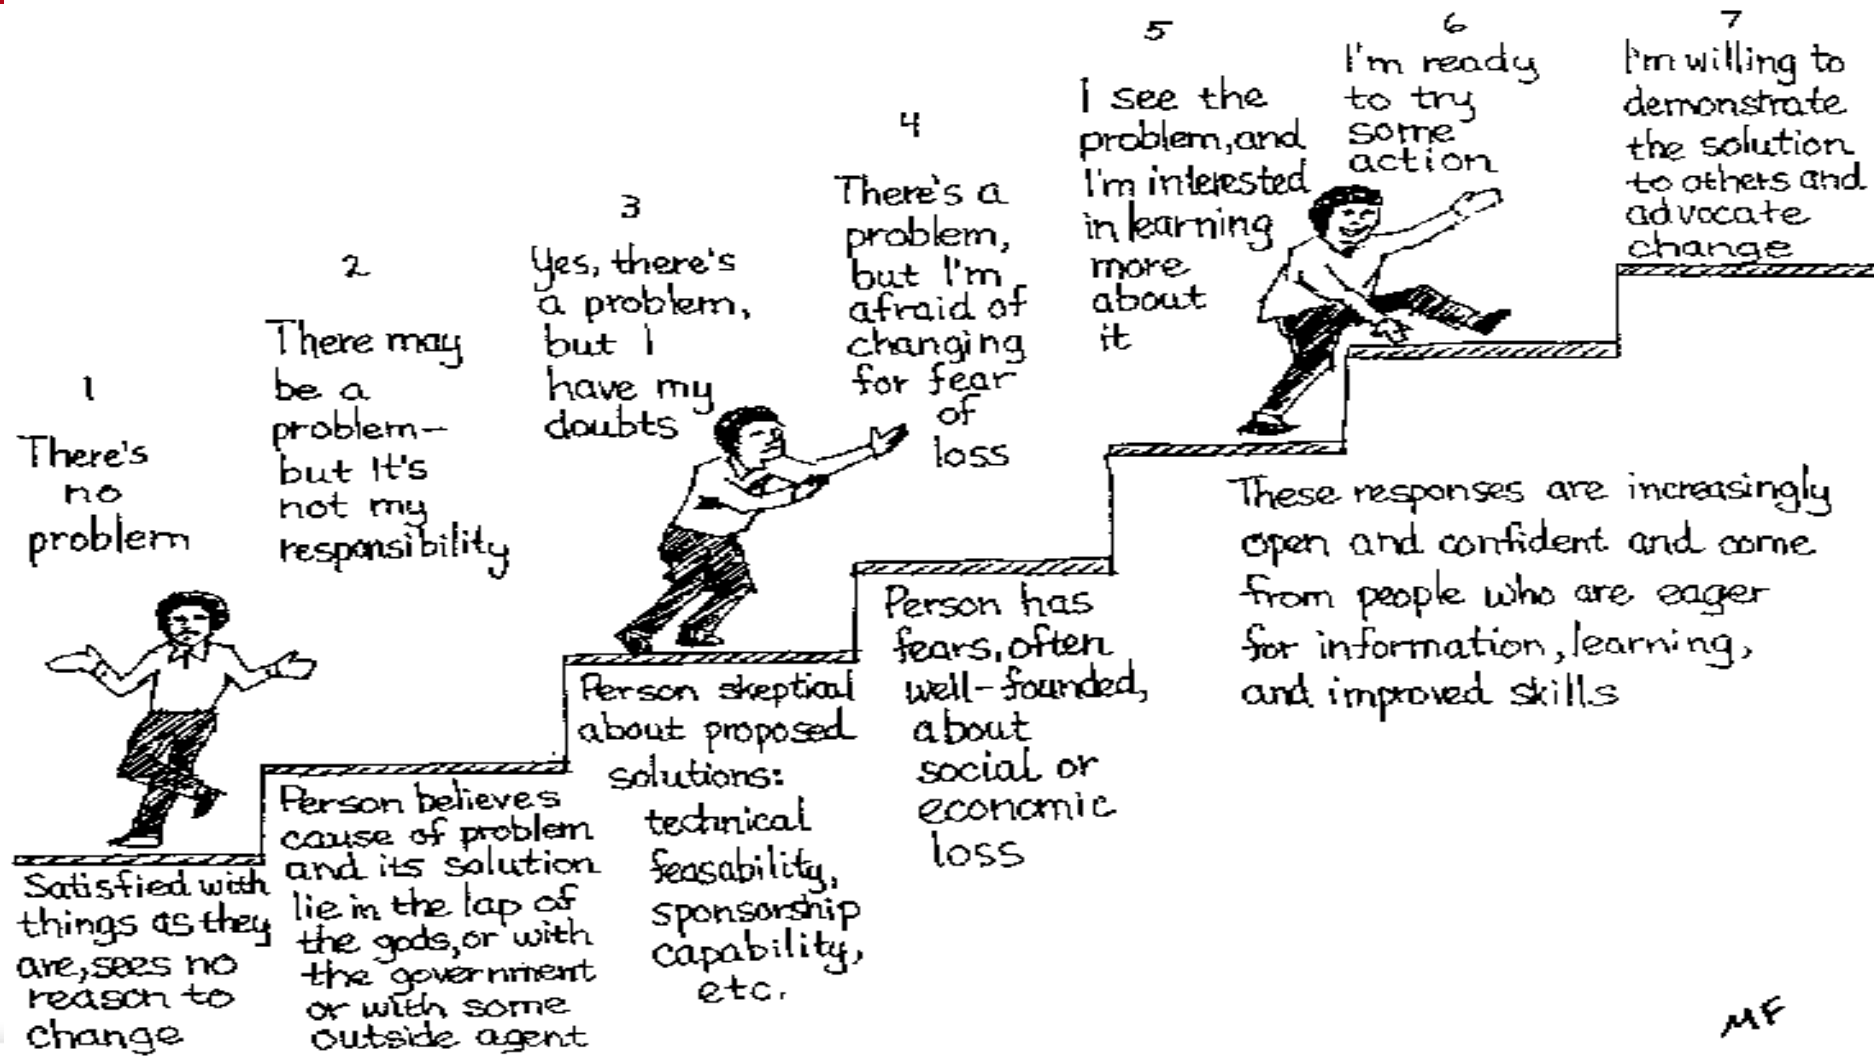 1
There's
no
problem
Satisfied with
things as they
are, sees no
reason to
change
2
There may
be a
problem—
but It's
not my
responsibility
Person believes
cause of problem
and its solution
lie in the lap of
the gods, or with
the government
or with some
outside agent
3
Yes, there's
a problem,
but I
have my
doubts
Person skeptical
about proposed
solutions:
technical
feasability,
sponsorship
capability,
etc.
4
There's a
problem,
but I'm
afraid of
changing
for fear
of
loss
Person has
fears, often
well-founded,
about
social or
economic
loss
5
I see the
problem, and
I'm interested
in learning
more
about
it
6
I'm ready
to try
some
action
7
I'm willing to
demonstrate
the solution
to others and
advocate
change
These responses are increasingly
open and confident and come
from people who are eager
for information, learning,
and improved skills
MF